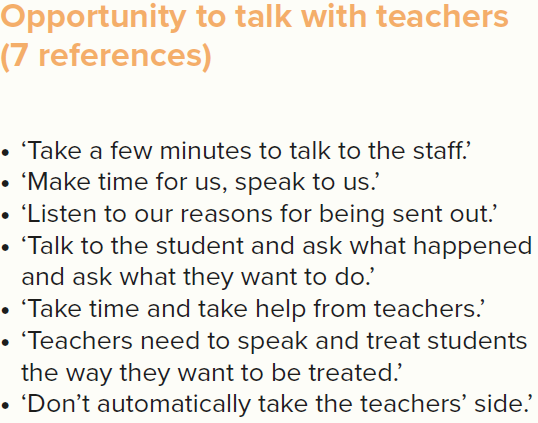 Opportunity to talk with teachers
(7 references)
• ‘Take a few minutes to talk to the staff.’
• ‘Make time for us, speak to us.’
• ‘Listen to our reasons for being sent out.’
• ‘Talk to the student and ask what happened
and ask what they want to do.’
• ‘Take time and take help from teachers.’
• ‘Teachers need to speak and treat students
the way they want to be treated.’
• ‘Don’t automatically take the teachers’ side.’